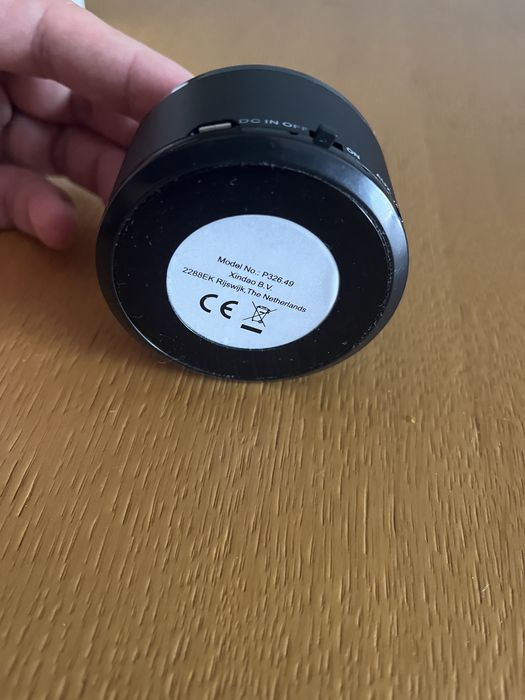 DC IN OFF ON
Model No.: P326.49
Xindao B.V.
2288EK Rijswijk,The Netherlands
CE